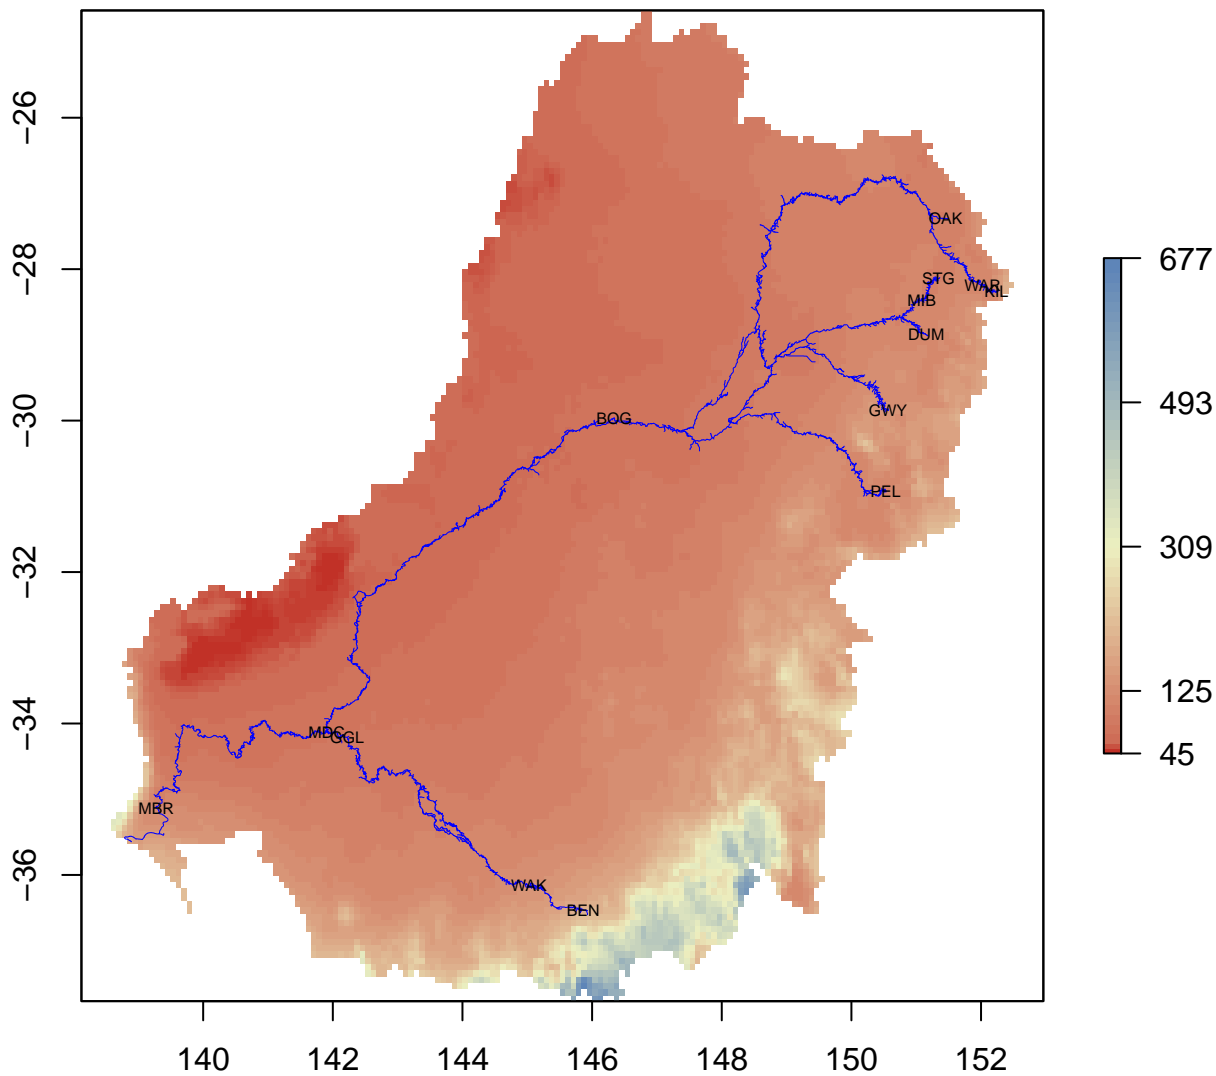 −26
−28
−30
−32
−34
−36
OAK
STG
WAR
KIL
MIB
DUM
GWY
BOG
PEL
MDC
GGL
MBR
WAK
BEN
677
493
309
125
45
140
142
144
146
148
150
152